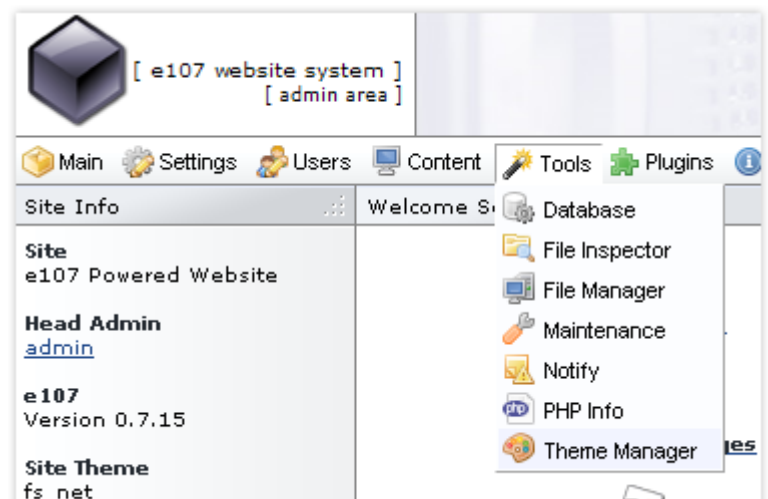 [ e107 website system ]
[ admin area ]
Main Settings Users Content Tools Plugins
Site Info
Welcome
Database
File Inspector
File Manager
Maintenance
Notify
php PHP Info
Theme Manager
Site
e107 Powered Website
Head Admin
admin
e107
Version 0.7.15
Site Theme
fs_net